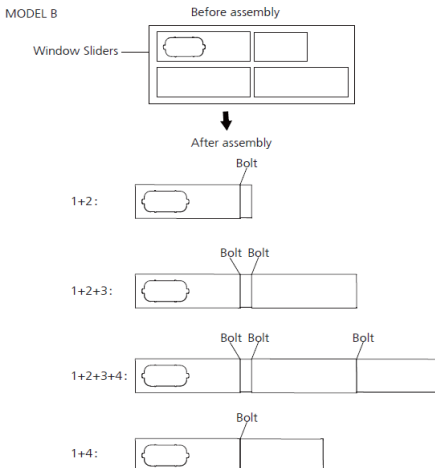 MODEL B
Before assembly
Window Sliders
After assembly
Bolt
1+2:
Bolt Bolt
1+2+3:
Bolt Bolt Bolt
1+2+3+4:
Bolt
1+4: